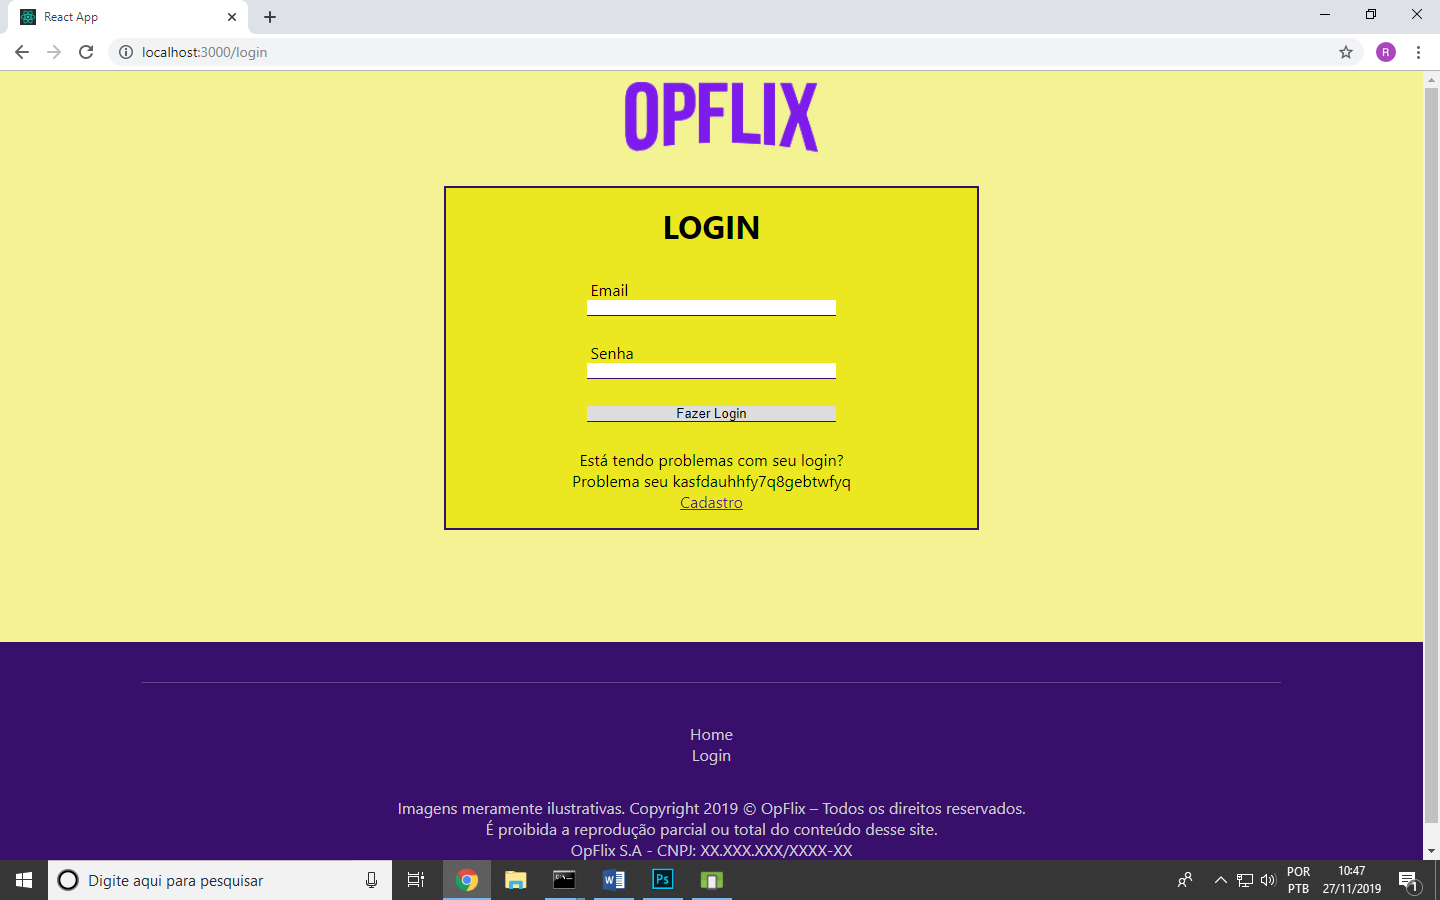 React App
localhost:3000/login
R
OPFLIX
LOGIN
Email
Senha
Fazer Login
Está tendo problemas com seu login?
Problema seu kasfdauhhfy7q8gebtwfyq
Cadastro
Home
Login
Imagens meramente ilustrativas. Copyright 2019 © OpFlix – Todos os direitos reservados.
É proibida a reprodução parcial ou total do conteúdo desse site.
OpFlix S.A - CNPJ: XX.XXX.XXX/XXXX-XX
Digite aqui para pesquisar
Ps
POR
PTB
10:47
27/11/2019
1